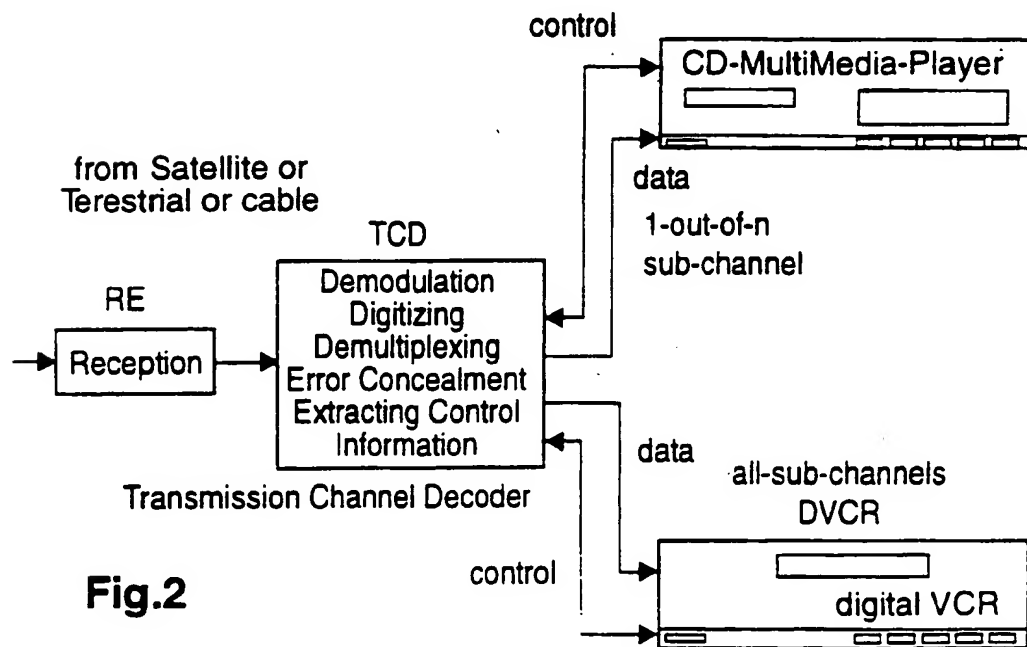 control
CD-MultiMedia-Player
from Satellite or
Terestrial or cable
data
1-out-of-n
sub-channel
TCD
RE
Reception
Demodulation
Digitizing
Demultiplexing
Error Concealment
Extracting Control
Information
Transmission Channel Decoder
data
all-sub-channels
DVCR
control
digital VCR
Fig.2